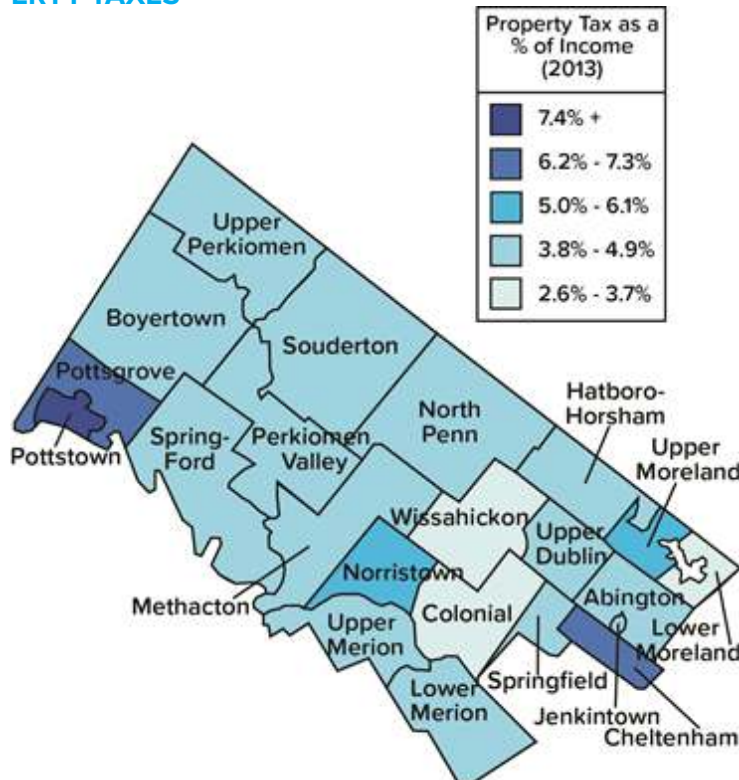 Property Tax as a
% of Income
(2013)
7.4% +
6.2% - 7.3%
5.0% - 6.1%
3.8% - 4.9%
2.6% - 3.7%
Upper
Perkiomen
Boyertown
Souderton
Pottsgrove
Pottstown
Spring-
Ford
Perkiomen
Valley
North
Penn
Hatboro-
Horsham
Upper
Moreland
Wissahickon
Upper
Dublin
Methacton
Norristown
Colonial
Abington
Lower
Moreland
Upper
Merion
Lower
Merion
Springfield
Jenkintown
Cheltenham